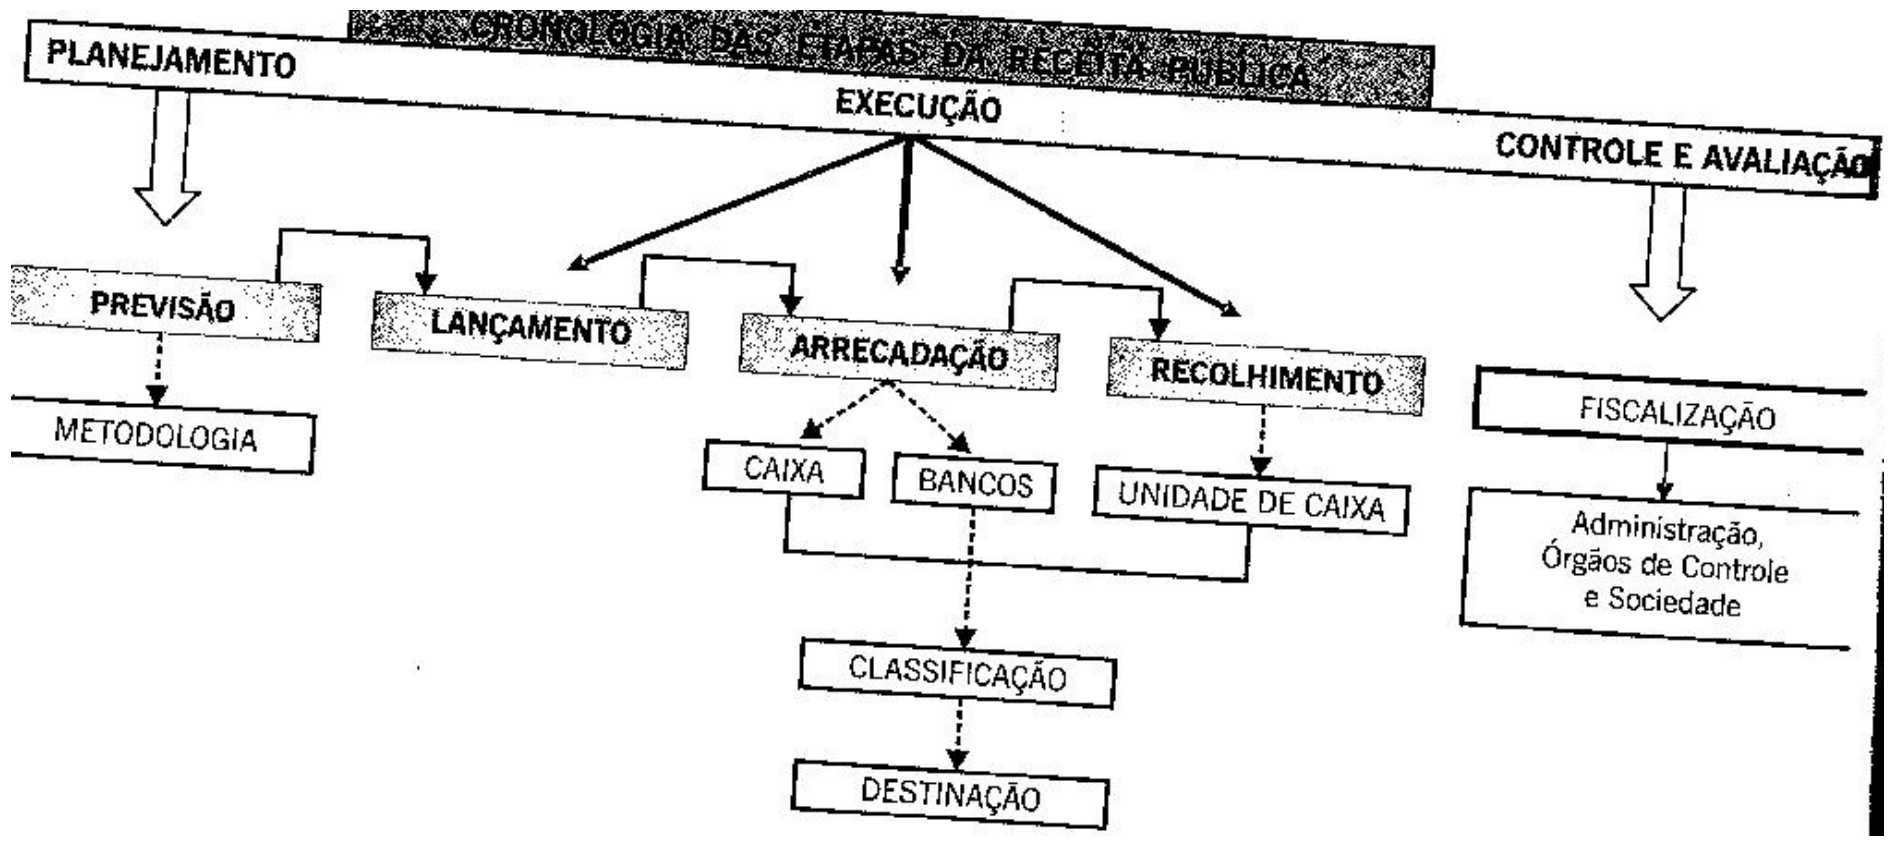 CRONOLOGIA DAS ETAPAS DA RECEITA PÚBLICA
PLANEJAMENTO
EXECUÇÃO
CONTROLE E AVALIAÇÃO
PREVISÃO
LANÇAMENTO
ARRECADAÇÃO
RECOLHIMENTO
FISCALIZAÇÃO
METODOLOGIA
CAIXA
BANCOS
UNIDADE DE CAIXA
Administração,
Órgãos de Controle
e Sociedade
CLASSIFICAÇÃO
DESTINAÇÃO